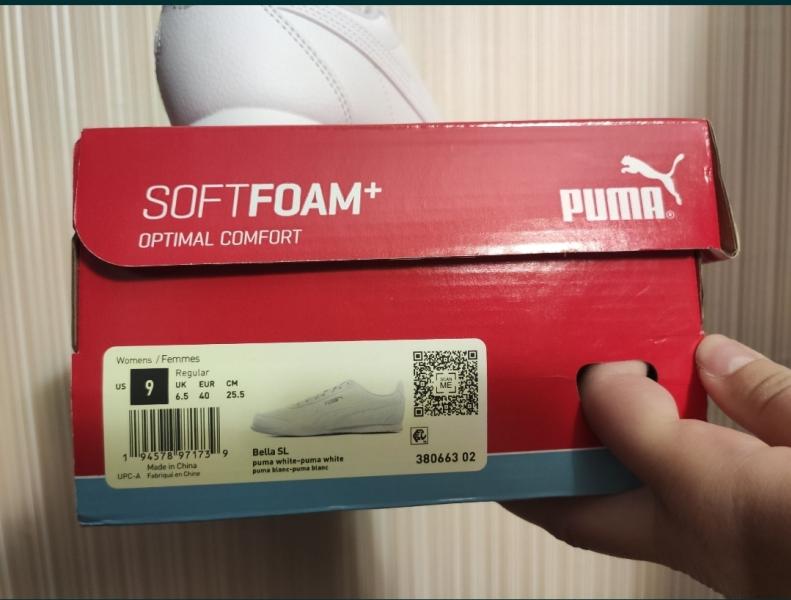 SOFTFOAM+
OPTIMAL COMFORT
PUMA®
Womens / Femmes
Regular
US 9 UK 6.5 EUR 40 CM 25.5
SCAN ME
1 94578 97173 9
Made in China
UPC-A Fabriqué en Chine
Bella SL
puma white-puma white
puma blanc-puma blanc
380663 02